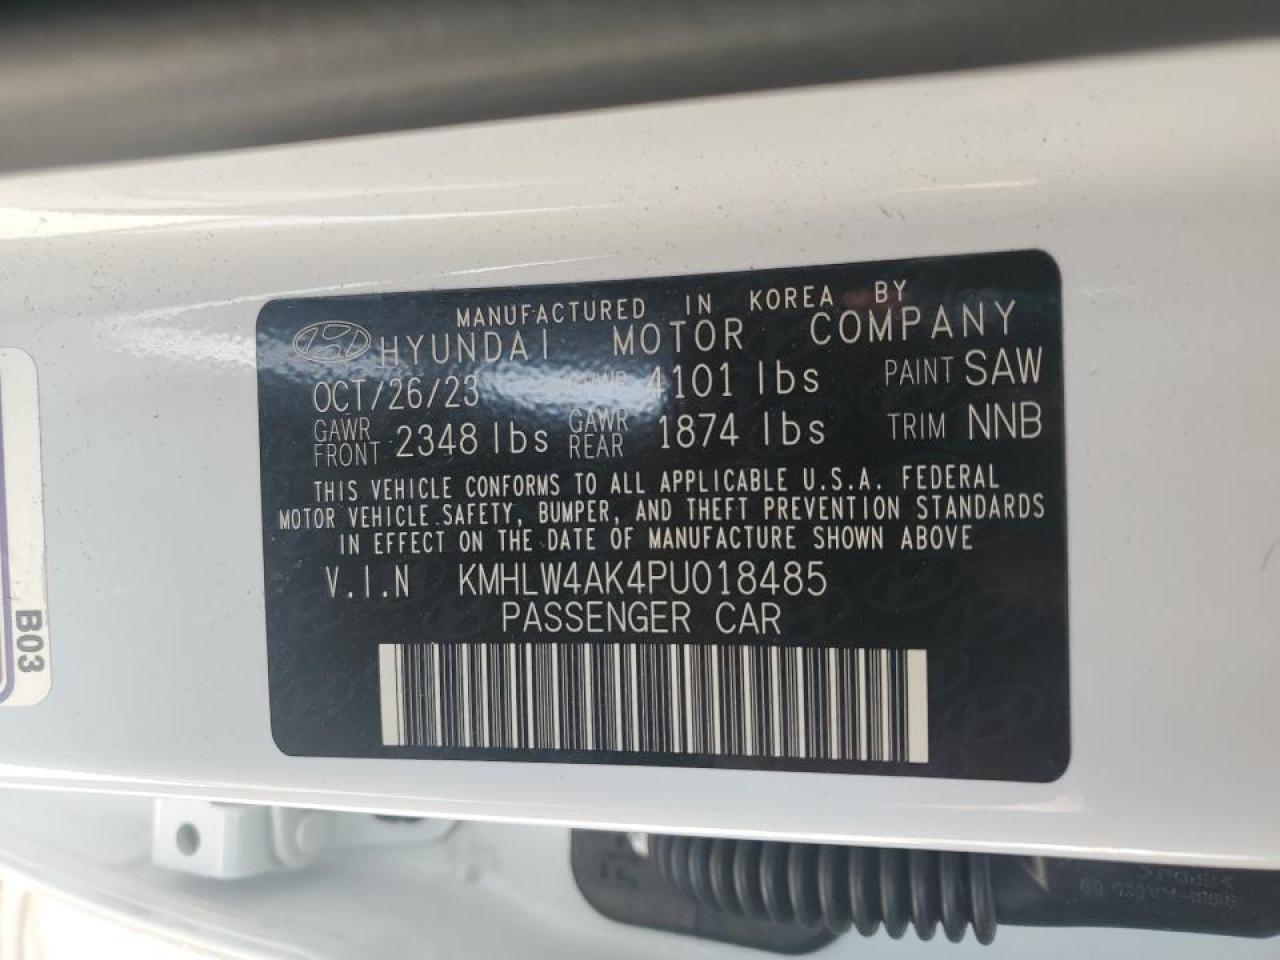 MANUFACTURED IN KOREA BY
HYUNDAI MOTOR COMPANY
OCT/26/23 GVWR 4101 lbs PAINT SAW
GAWR FRONT 2348 lbs GAWR REAR 1874 lbs TRIM NNB
THIS VEHICLE CONFORMS TO ALL APPLICABLE U.S.A. FEDERAL
MOTOR VEHICLE SAFETY, BUMPER, AND THEFT PREVENTION STANDARDS
IN EFFECT ON THE DATE OF MANUFACTURE SHOWN ABOVE
V.I.N KMHLW4AK4PU018485
PASSENGER CAR
B03